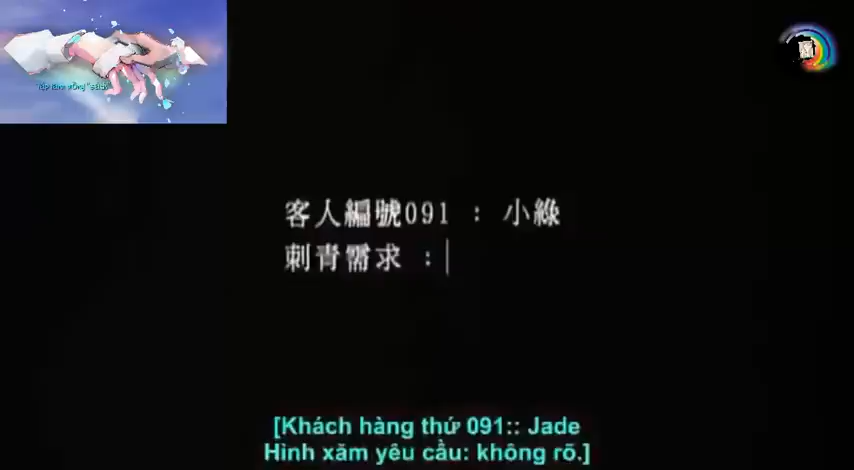 客人編號091 : 小綠
刺青需求 :
[Khách hàng thứ 091:: Jade
Hình xăm yêu cầu: không rõ.]